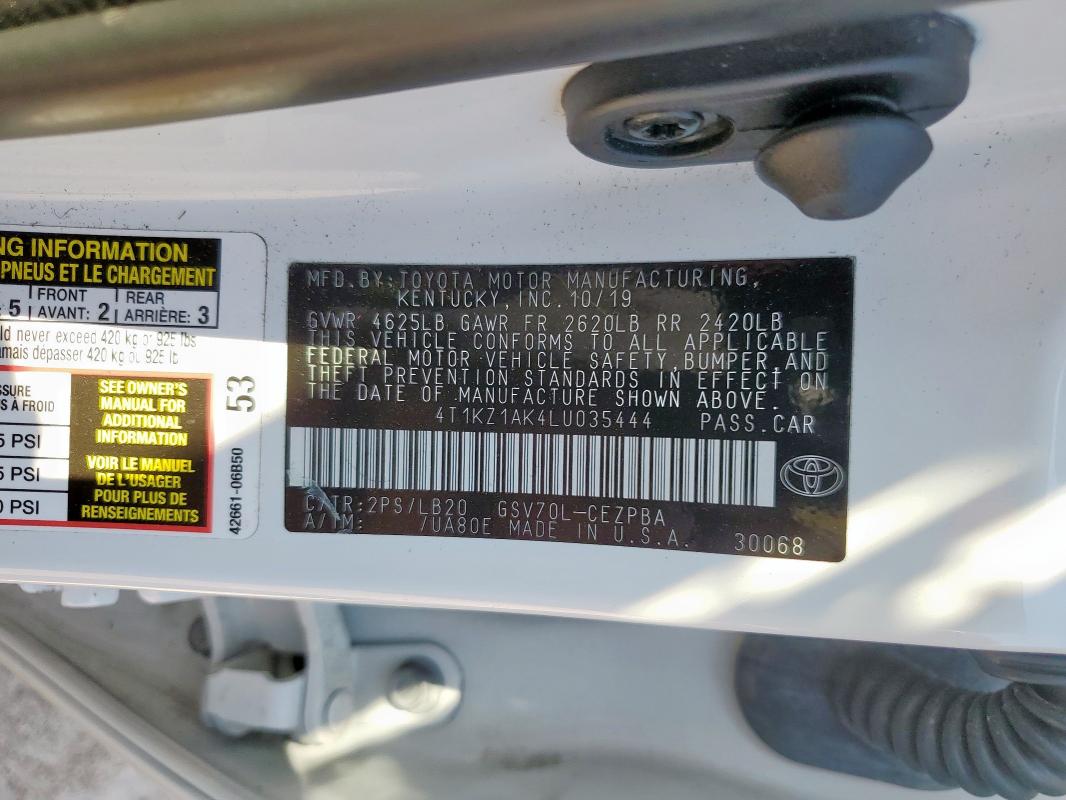 NG INFORMATION
PNEUS ET LE CHARGEMENT
5 FRONT REAR
AVANT: 2 ARRIÈRE: 3
ld never exceed 420 kg or 925 lbs
amais dépasser 420 kg ou 925 lb
SSURE
S À FROID
5 PSI
5 PSI
0 PSI
SEE OWNER'S
MANUAL FOR
ADDITIONAL
INFORMATION
VOIR LE MANUEL
DE L'USAGER
POUR PLUS DE
RENSEIGNEMENTS
53
42661-06B50
MFD. BY: TOYOTA MOTOR MANUFACTURING,
KENTUCKY, INC. 10/19
GVWR 4625LB GAWR FR 2620LB RR 2420LB
THIS VEHICLE CONFORMS TO ALL APPLICABLE
FEDERAL MOTOR VEHICLE SAFETY, BUMPER, AND
THEFT PREVENTION STANDARDS IN EFFECT ON
THE DATE OF MANUFACTURE SHOWN ABOVE.
4T1KZ1AK4LU035444 PASS. CAR
C/TR: 2PS/LB20 GSV70L-CEZPBA
A/TM: /UA80E MADE IN U.S.A. 30068